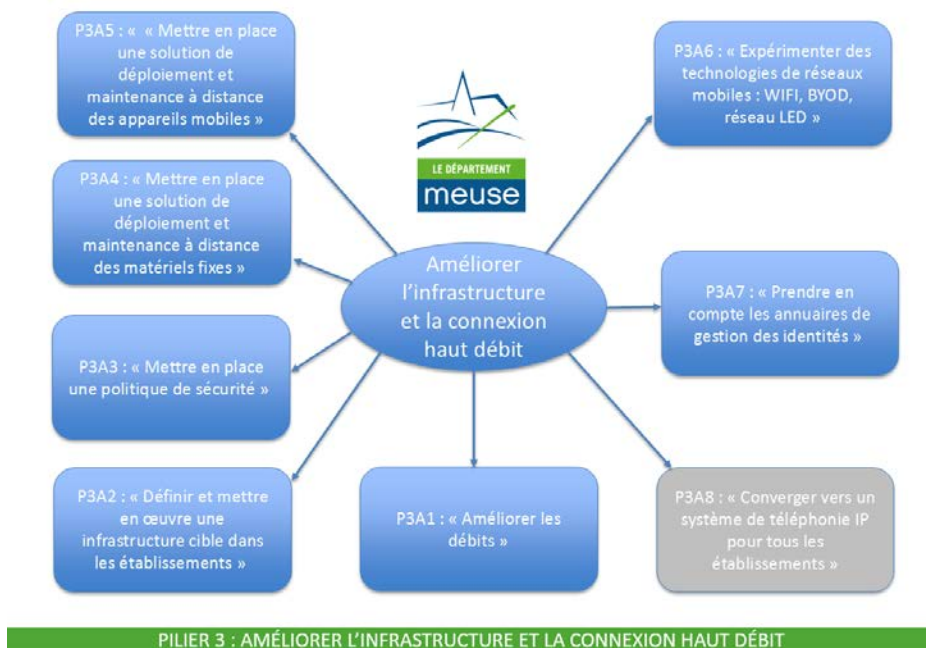 P3A5 : « « Mettre en place
une solution de
déploiement et
maintenance à distance
des appareils mobiles »
P3A6 : « Expérimenter des
technologies de réseaux
mobiles : WIFI, BYOD,
réseau LED »
LE DÉPARTEMENT
meuse
P3A4 : « Mettre en place
une solution de
déploiement et
maintenance à distance
des matériels fixes »
Améliorer
l’infrastructure
et la connexion
haut débit
P3A7 : « Prendre en
compte les annuaires de
gestion des identités »
P3A3 : « Mettre en place
une politique de sécurité »
P3A2 : « Définir et mettre
en œuvre une
infrastructure cible dans
les établissements »
P3A1 : « Améliorer les
débits »
P3A8 : « Converger vers un
système de téléphonie IP
pour tous les
établissements »
PILIER 3 : AMÉLIORER L’INFRASTRUCTURE ET LA CONNEXION HAUT DÉBIT